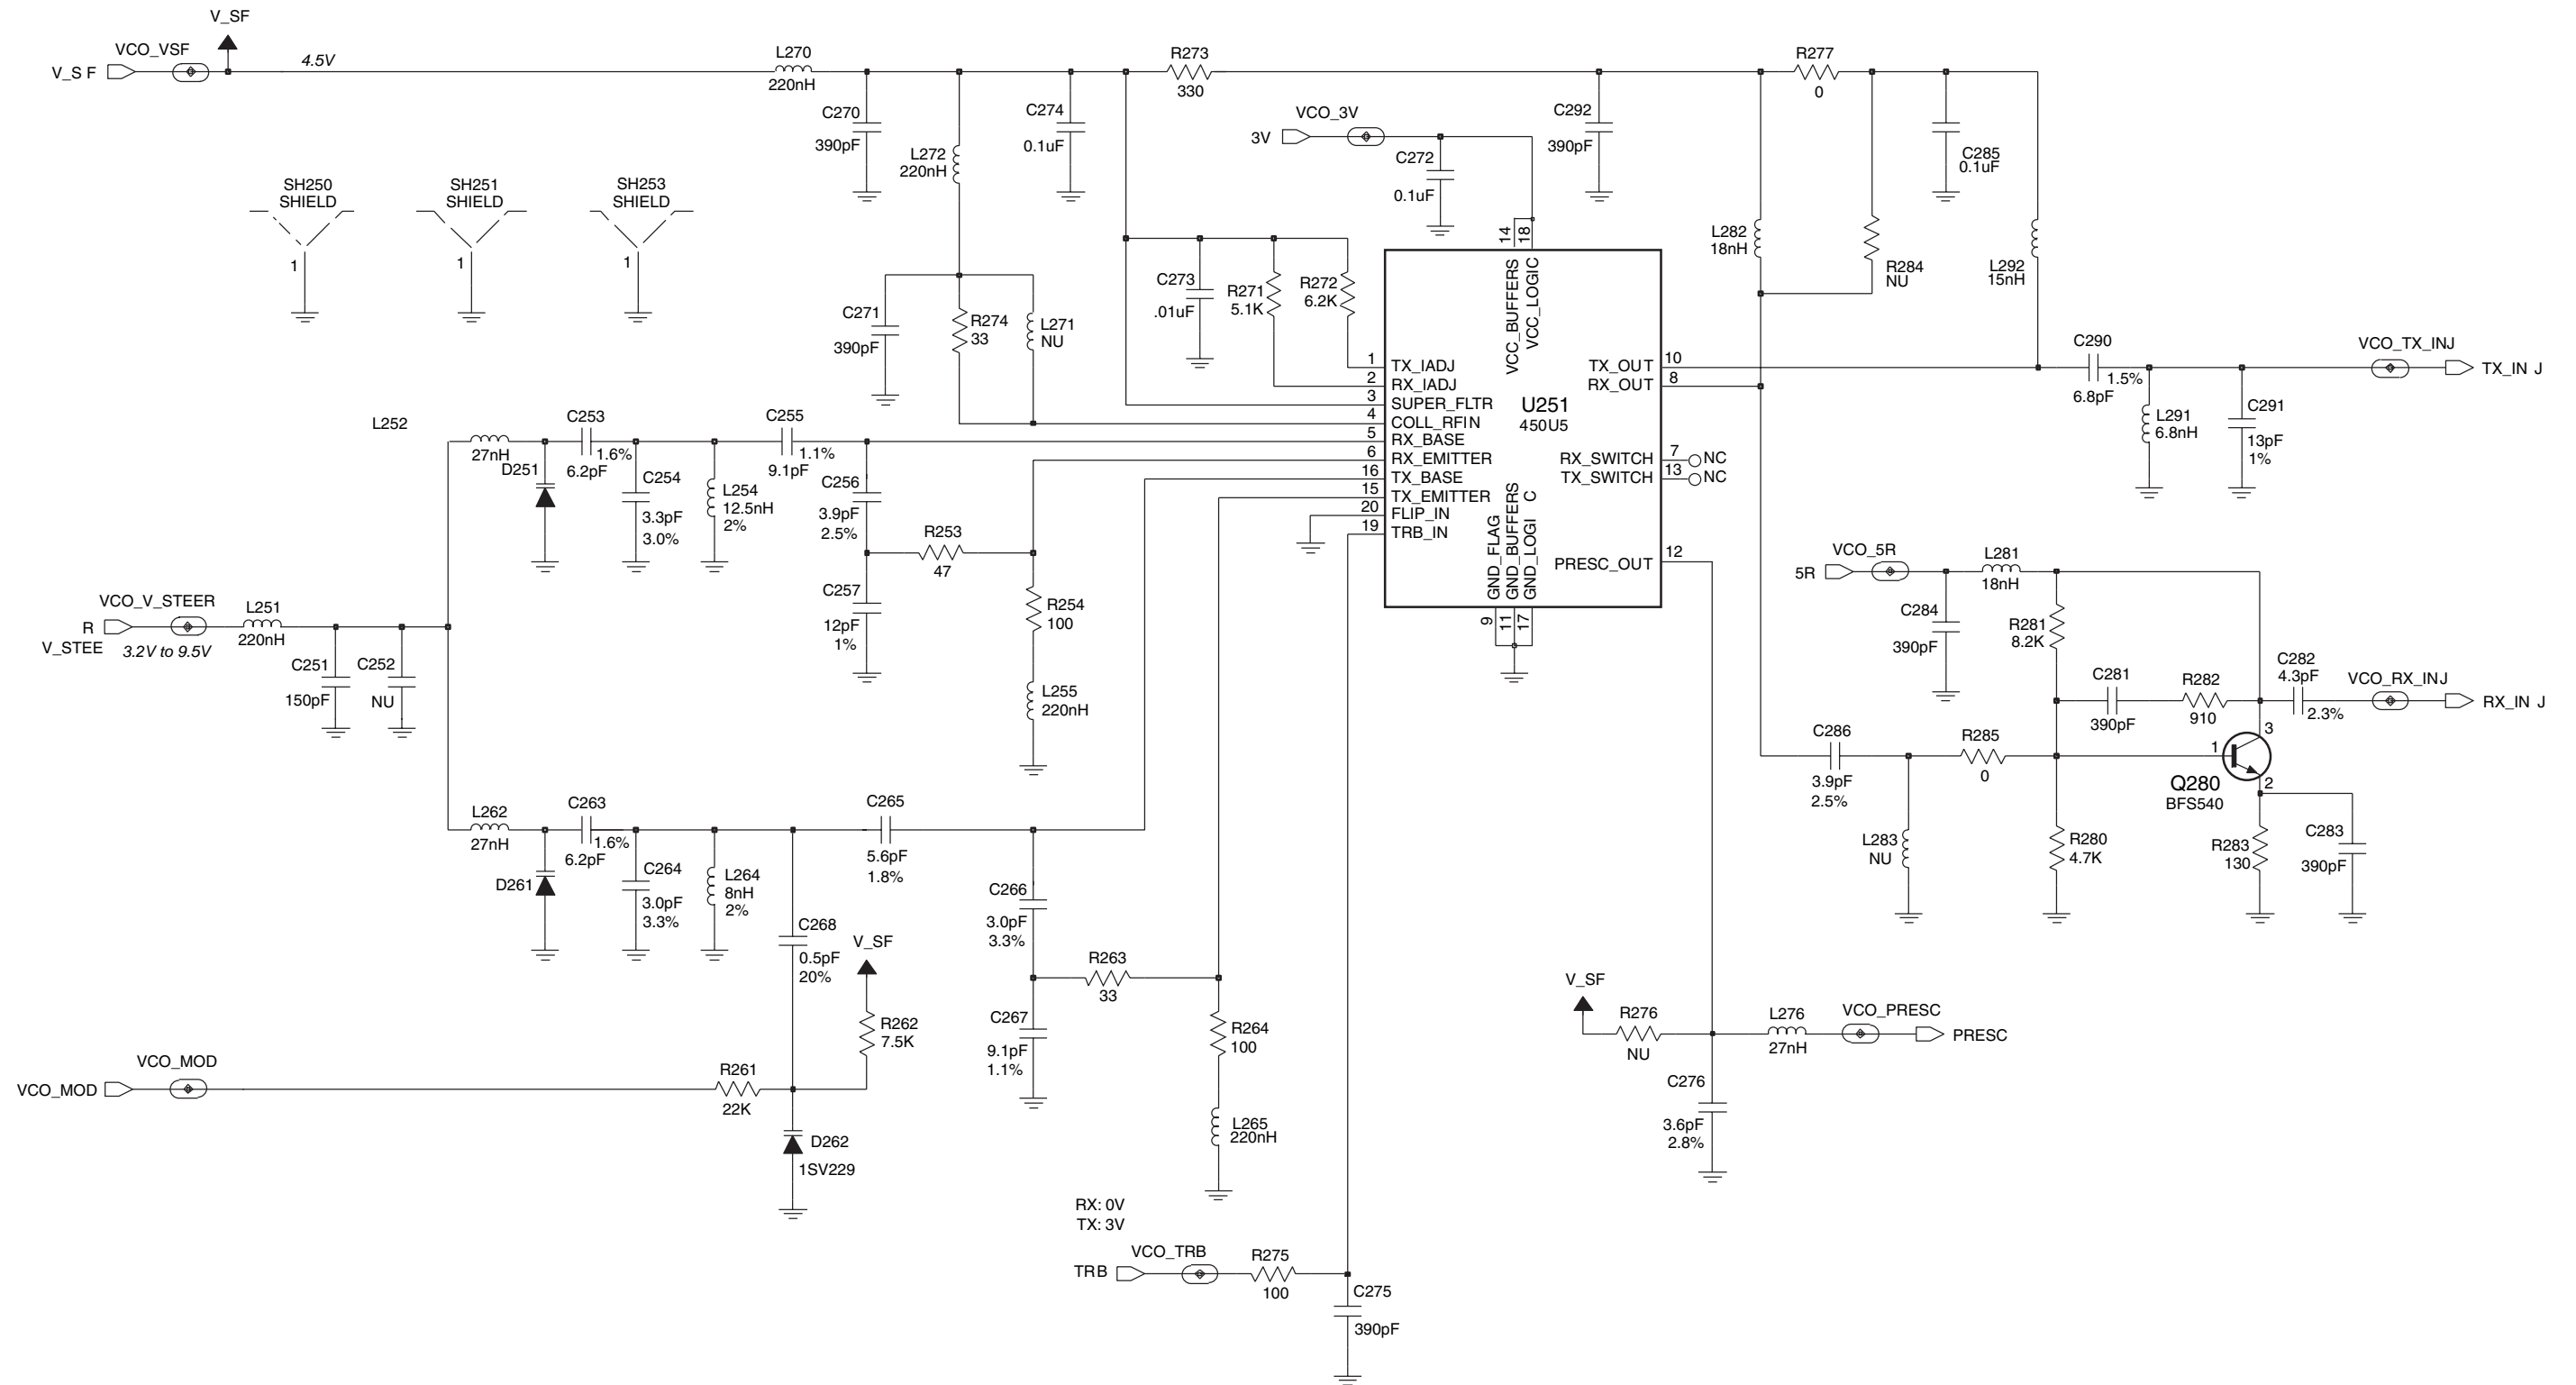 V_SF
VCO_VSF
V_S F
4.5V
L270
220nH
R273
330
R277
0
C270
390pF
C274
0.1uF
L272
220nH
VCO_3V
3V
C272
0.1uF
C292
390pF
C285
0.1uF
SH250
SHIELD
1
SH251
SHIELD
1
SH253
SHIELD
1
L282
18nH
R284
NU
L292
15nH
C271
390pF
R274
33
L271
NU
C273
.01uF
R271
5.1K
R272
6.2K
14
18
VCC_BUFFERS
VCC_LOGIC
1
TX_IADJ
2
RX_IADJ
3
SUPER_FLTR
4
COLL_RFIN
5
RX_BASE
6
RX_EMITTER
16
TX_BASE
15
TX_EMITTER
20
FLIP_IN
19
TRB_IN
U251
450U5
TX_OUT
10
RX_OUT
8
RX_SWITCH
7
NC
TX_SWITCH
13
NC
PRESC_OUT
12
GND_FLAG
GND_BUFFERS
GND_LOGI C
9
11
17
C290
1.5%
6.8pF
VCO_TX_INJ
TX_IN J
L291
6.8nH
C291
13pF
1%
L252
27nH
D251
C253
1.6%
6.2pF
C254
3.3pF
3.0%
L254
12.5nH
2%
C255
1.1%
9.1pF
C256
3.9pF
2.5%
R253
47
C257
12pF
1%
R254
100
L255
220nH
VCO_V_STEER
R
V_STEE
3.2V to 9.5V
L251
220nH
C251
150pF
C252
NU
VCO_5R
5R
L281
18nH
C284
390pF
R281
8.2K
C281
390pF
R282
910
C282
4.3pF
2.3%
VCO_RX_INJ
RX_IN J
C286
3.9pF
2.5%
R285
0
1
3
2
Q280
BFS540
L283
NU
R280
4.7K
R283
130
C283
390pF
L262
27nH
D261
C263
1.6%
6.2pF
C264
3.0pF
3.3%
L264
8nH
2%
C265
5.6pF
1.8%
C268
0.5pF
20%
V_SF
R262
7.5K
C266
3.0pF
3.3%
R263
33
C267
9.1pF
1.1%
R264
100
L265
220nH
VCO_MOD
VCO_MOD
R261
22K
D262
1SV229
V_SF
R276
NU
L276
27nH
VCO_PRESC
PRESC
C276
3.6pF
2.8%
RX: 0V
TX: 3V
VCO_TRB
TRB
R275
100
C275
390pF